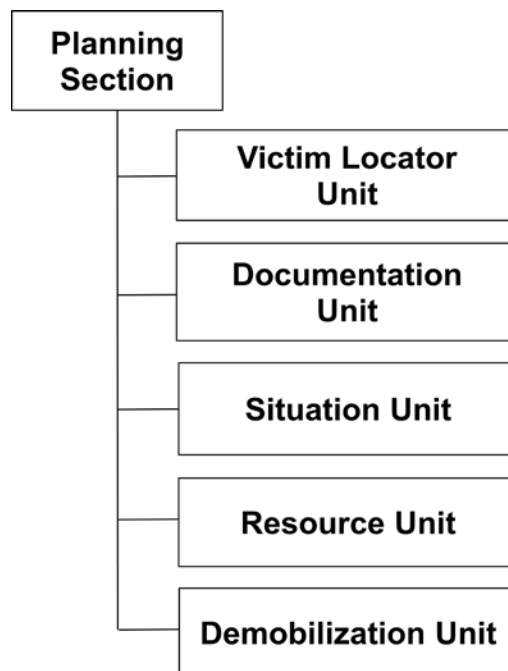 Planning
Section
Victim Locator
Unit
Documentation
Unit
Situation Unit
Resource Unit
Demobilization Unit